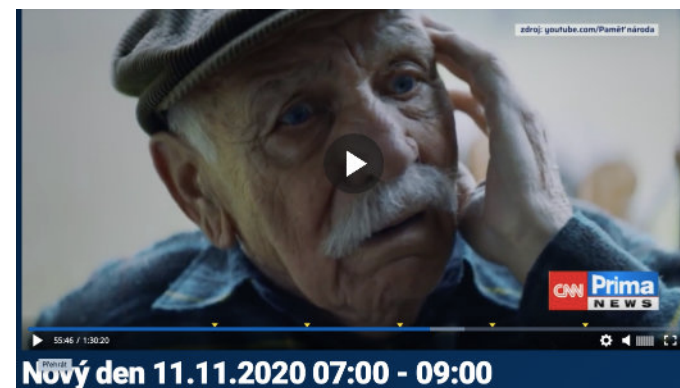 zdroj: youtube.com/Paměť národa
CNN Prima
NEWS
55:46 / 1:30:20
Přehrát
Nový den 11.11.2020 07:00 - 09:00